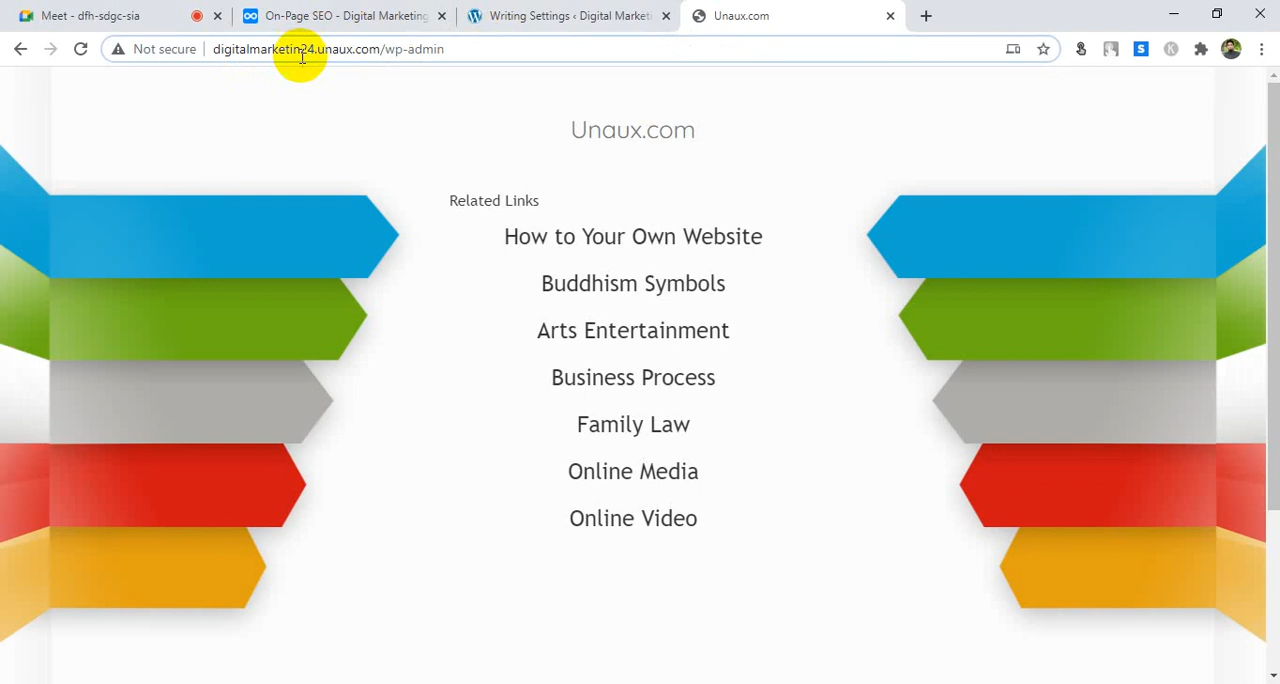 Meet - dfh-sdgc-sia
On-Page SEO - Digital Marketing
Writing Settings ‹ Digital Marketi
Unaux.com
Not secure
digitalmarketin24.unaux.com/wp-admin
S
K
Unaux.com
Related Links
How to Your Own Website
Buddhism Symbols
Arts Entertainment
Business Process
Family Law
Online Media
Online Video